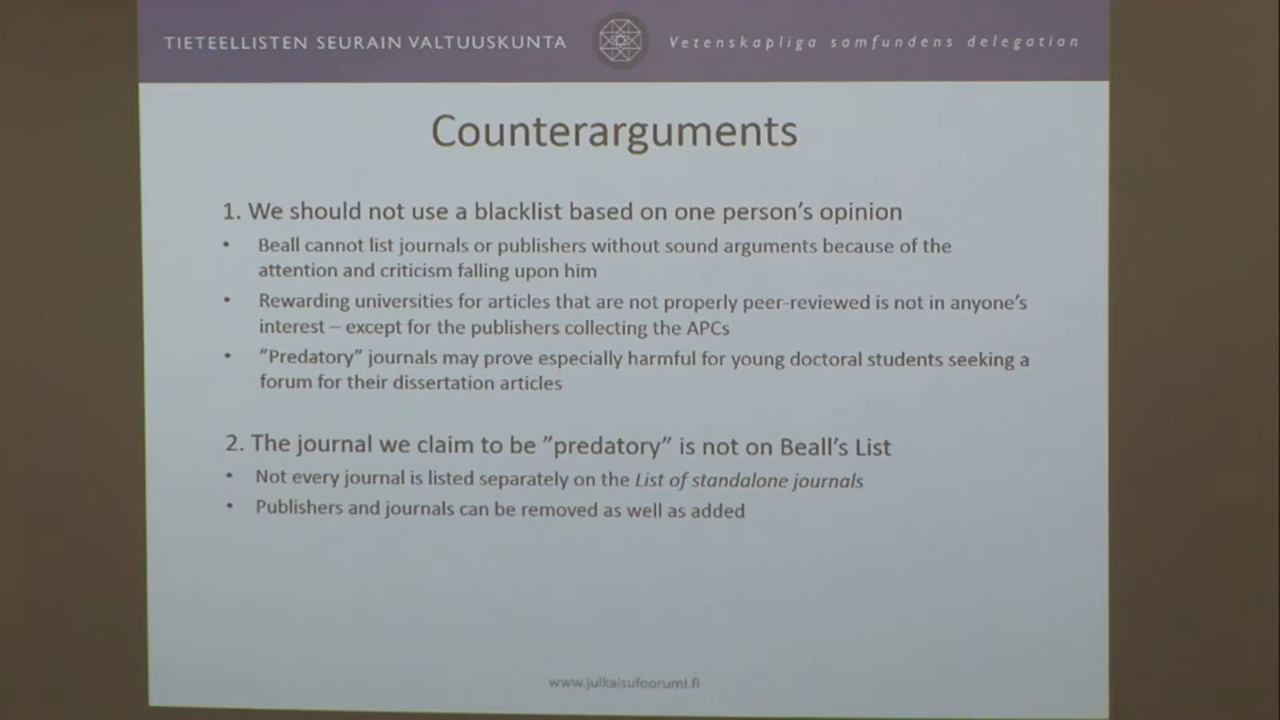 TIETEELLISTEN SEURAIN VALTUUSKUNTA
Vetenskapliga samfundens delegation
Counterarguments
1. We should not use a blacklist based on one person's opinion
• Beall cannot list journals or publishers without sound arguments because of the
attention and criticism falling upon him
• Rewarding universities for articles that are not properly peer-reviewed is not in anyone's
interest – except for the publishers collecting the APCs
• ”Predatory” journals may prove especially harmful for young doctoral students seeking a
forum for their dissertation articles
2. The journal we claim to be ”predatory” is not on Beall's List
• Not every journal is listed separately on the List of standalone journals
• Publishers and journals can be removed as well as added
www.julkaisufoorumi.fi